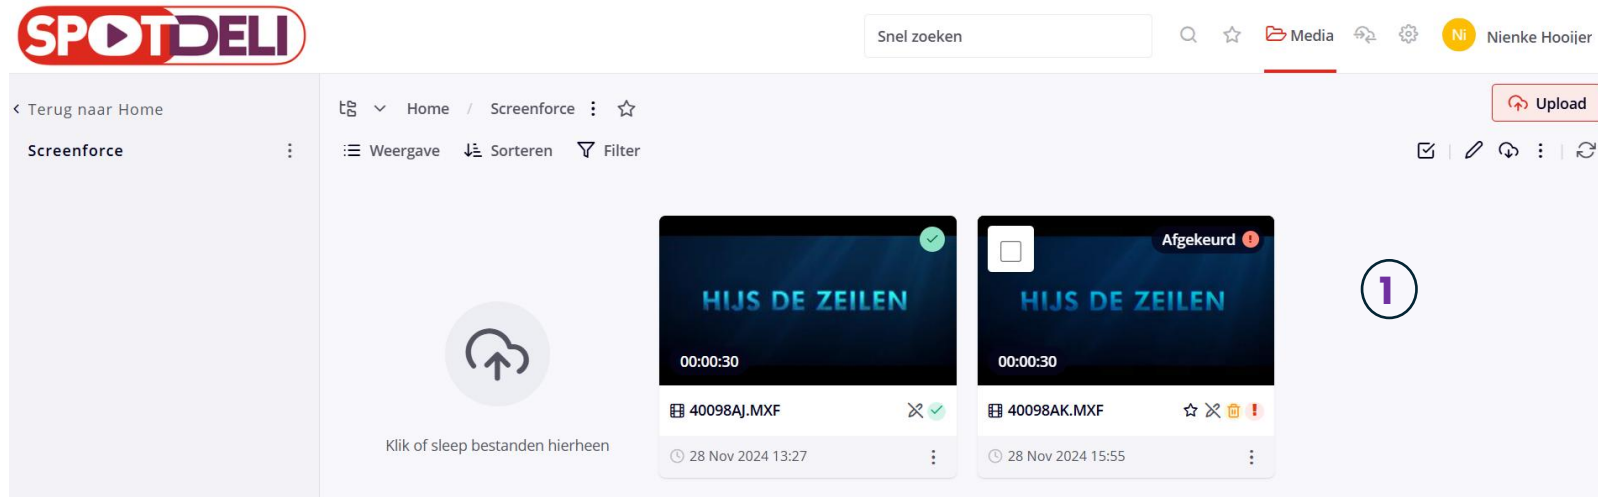 SPOTDELI
Snel zoeken
Media
Ni
Nienke Hooijer
Terug naar Home
Home / Screenforce
Upload
Screenforce
Weergave Sorteren Filter
Afgekeurd
1
HIJS DE ZEILEN
HIJS DE ZEILEN
00:00:30
00:00:30
40098AJ.MXF
40098AK.MXF
Klik of sleep bestanden hierheen
28 Nov 2024 13:27
28 Nov 2024 15:55